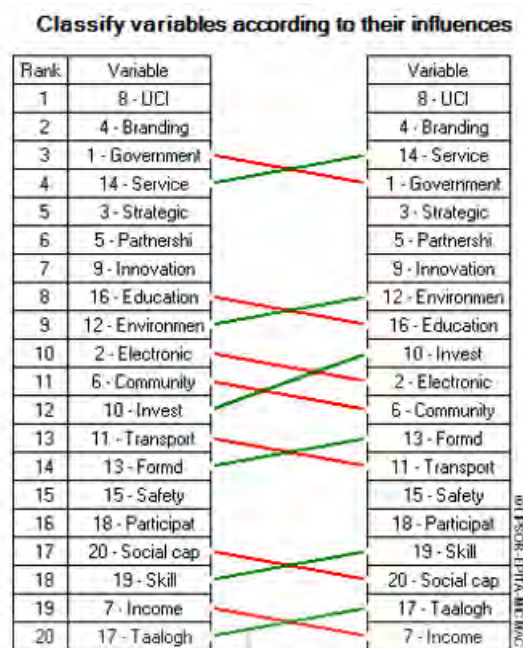 Classify variables according to their influences
Rank Variable Variable
1 8 - UCI 8 - UCI
2 4 - Branding 4 - Branding
3 1 - Government 14 - Service
4 14 - Service 1 - Government
5 3 - Strategic 3 - Strategic
6 5 - Partnershi 5 - Partnershi
7 9 - Innovation 9 - Innovation
8 16 - Education 12 - Environmen
9 12 - Environmen 16 - Education
10 2 - Electronic 10 - Invest
11 6 - Community 2 - Electronic
12 10 - Invest 6 - Community
13 11 - Transport 13 - Formd
14 13 - Formd 11 - Transport
15 15 - Safety 15 - Safety
16 18 - Participat 18 - Participat
17 20 - Social cap 19 - Skill
18 19 - Skill 20 - Social cap
19 7 - Income 17 - Taalogh
20 17 - Taalogh 7 - Income
© LIPSOR-EPITA-MICMAC